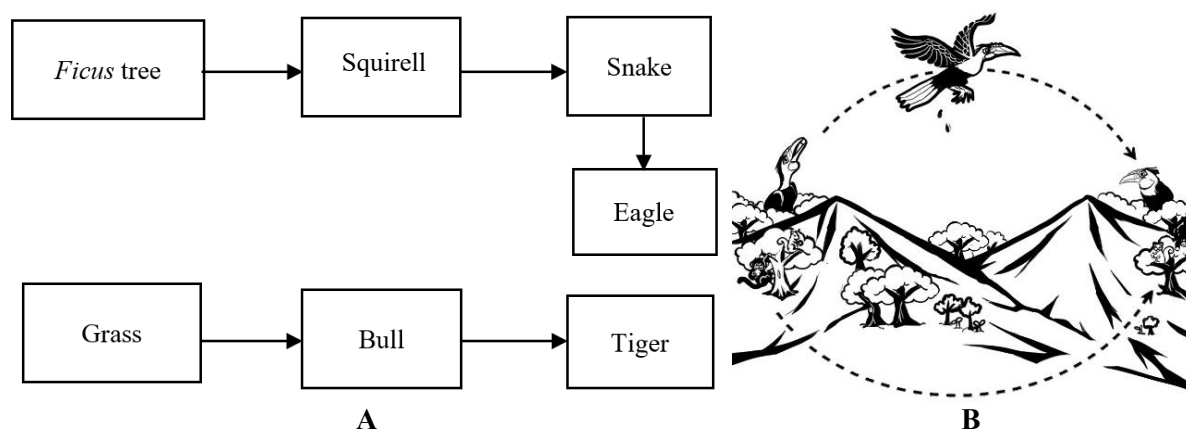 Ficus tree
Squirell
Snake
Eagle
Grass
Bull
Tiger
A
B